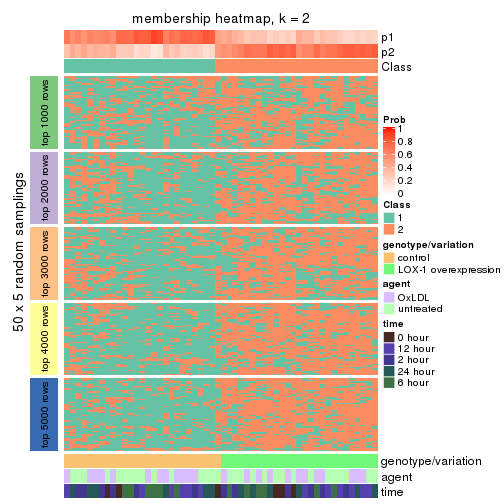 membership heatmap, k = 2
p1
p2
Class
50 x 5 random samplings
top 1000 rows
top 2000 rows
top 3000 rows
top 4000 rows
top 5000 rows
Prob
1
0.8
0.6
0.4
0.2
0
Class
1
2
genotype/variation
control
LOX-1 overexpression
agent
OxLDL
untreated
time
0 hour
12 hour
2 hour
24 hour
6 hour
genotype/variation
agent
time